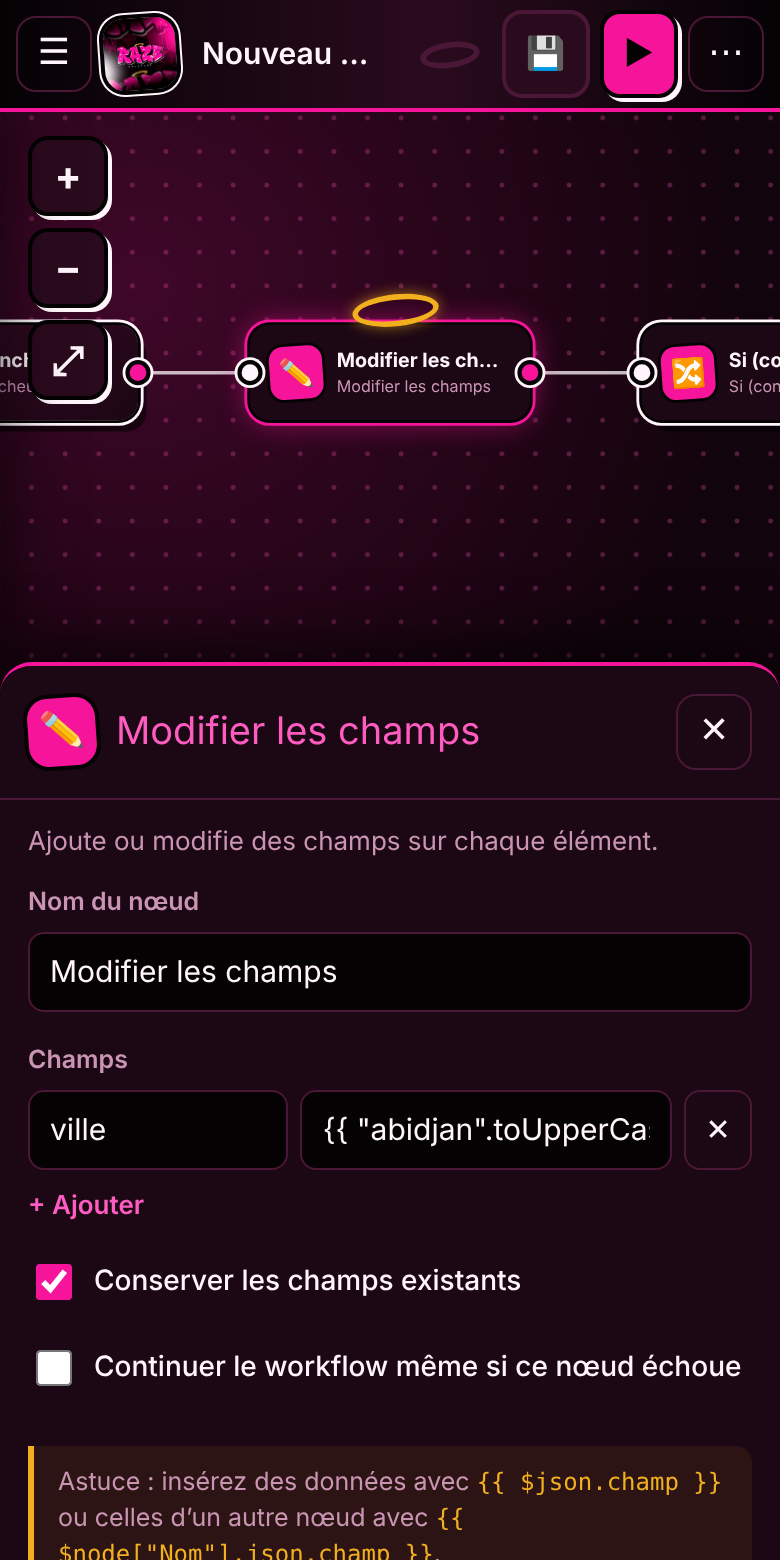 RAZE
Nouveau ...
Modifier les ch...
Modifier les champs
Si (co
Si (con
Modifier les champs
Ajoute ou modifie des champs sur chaque élément.
Nom du nœud
Modifier les champs
Champs
ville
{{ "abidjan".toUpperCas
+ Ajouter
Conserver les champs existants
Continuer le workflow même si ce nœud échoue
Astuce : insérez des données avec {{ $json.champ }}
ou celles d’un autre nœud avec {{
$node["Nom"].json.champ }}.